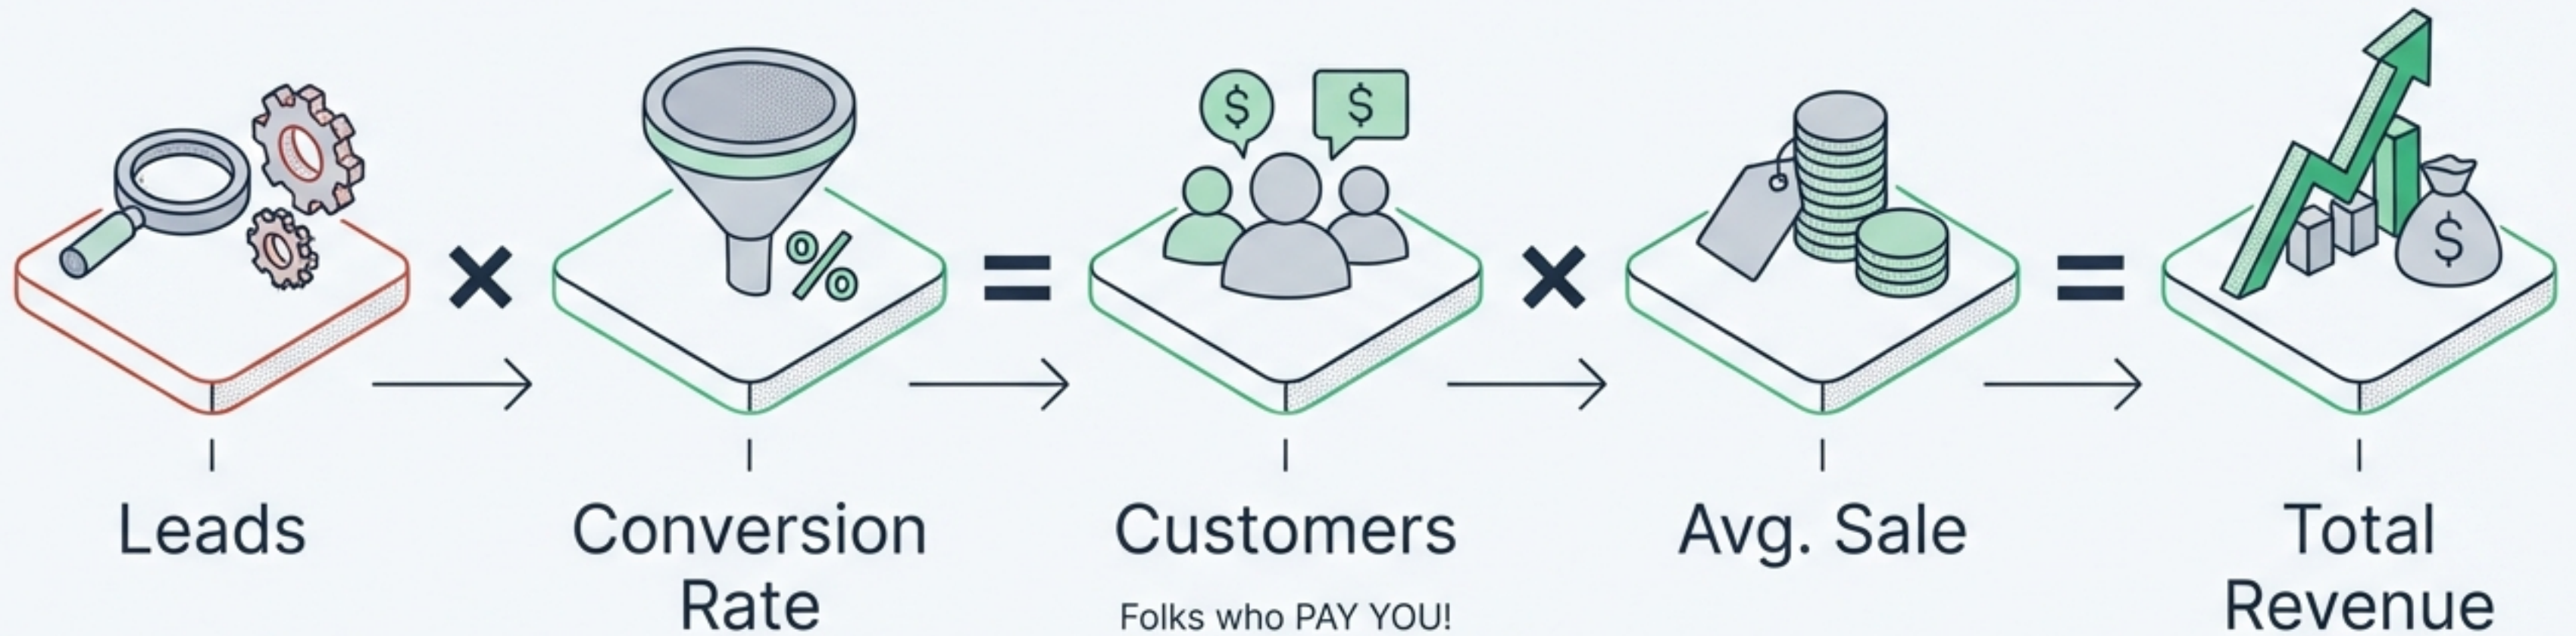 $ $
%
×
=
×
=
$
Leads
Conversion
Rate
Customers
Folks who PAY YOU!
Avg. Sale
Total
Revenue